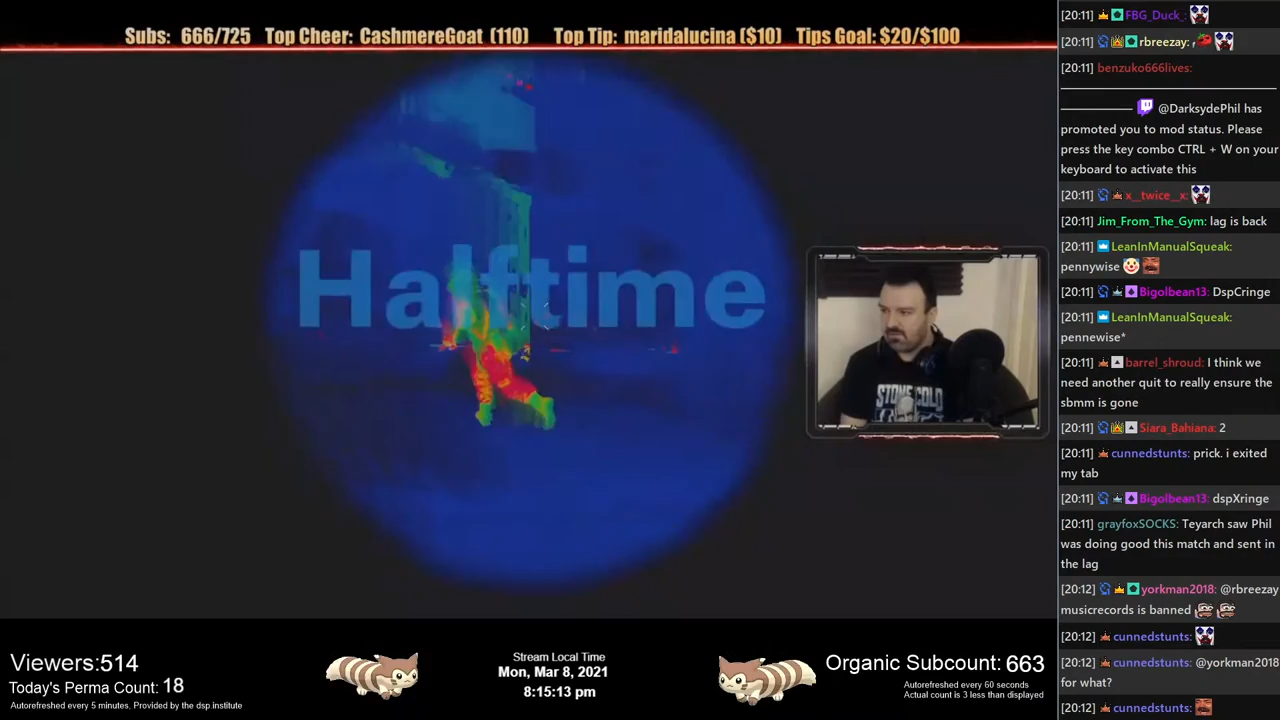 Subs: 666/725 Top Cheer: CashmereGoat (110) Top Tip: maridalucina ($10) Tips Goal: $20/$100
Halftime
STONE COLD
Viewers:514
Today's Perma Count: 18
Autorefreshed every 5 minutes, Provided by the dsp.institute
Stream Local Time
Mon, Mar 8, 2021
8:15:13 pm
Organic Subcount: 663
Autorefreshed every 60 seconds
Actual count is 3 less than displayed
[20:11] FBG_Duck_:
[20:11] rbreezay: ,
[20:11] benzuko666lives:
@DarksydePhil has
promoted you to mod status. Please
press the key combo CTRL + W on your
keyboard to activate this
[20:11] x__twice__x:
[20:11] Jim_From_The_Gym: lag is back
[20:11] LeanInManualSqueak:
pennywise
[20:11] Bigolbean13: DspCringe
[20:11] LeanInManualSqueak:
pennewise*
[20:11] barrel_shroud: I think we
need another quit to really ensure the
sbmm is gone
[20:11] Siara_Bahiana: 2
[20:11] cunnedstunts: prick. i exited
my tab
[20:11] Bigolbean13: dspXringe
[20:11] grayfoxSOCKS: Teyarch saw Phil
was doing good this match and sent in
the lag
[20:12] yorkman2018: @rbreezay
musicrecords is banned
[20:12] cunnedstunts:
[20:12] cunnedstunts: @yorkman2018
for what?
[20:12] cunnedstunts: